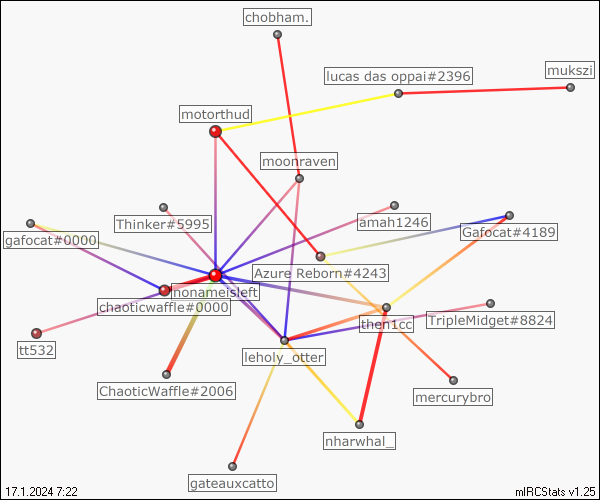 chobham.
lucas das oppai#2396
mukszi
motorthud
moonraven
Thinker#5995
amah1246
gafocat#0000
Gafocat#4189
Azure Reborn#4243
nonameisleft
chaoticwaffle#0000
then1cc
TripleMidget#8824
tt532
leholy_otter
ChaoticWaffle#2006
mercurybro
nharwhal_
gateauxcatto
17.1.2024 7:22
mIRCStats v1.25